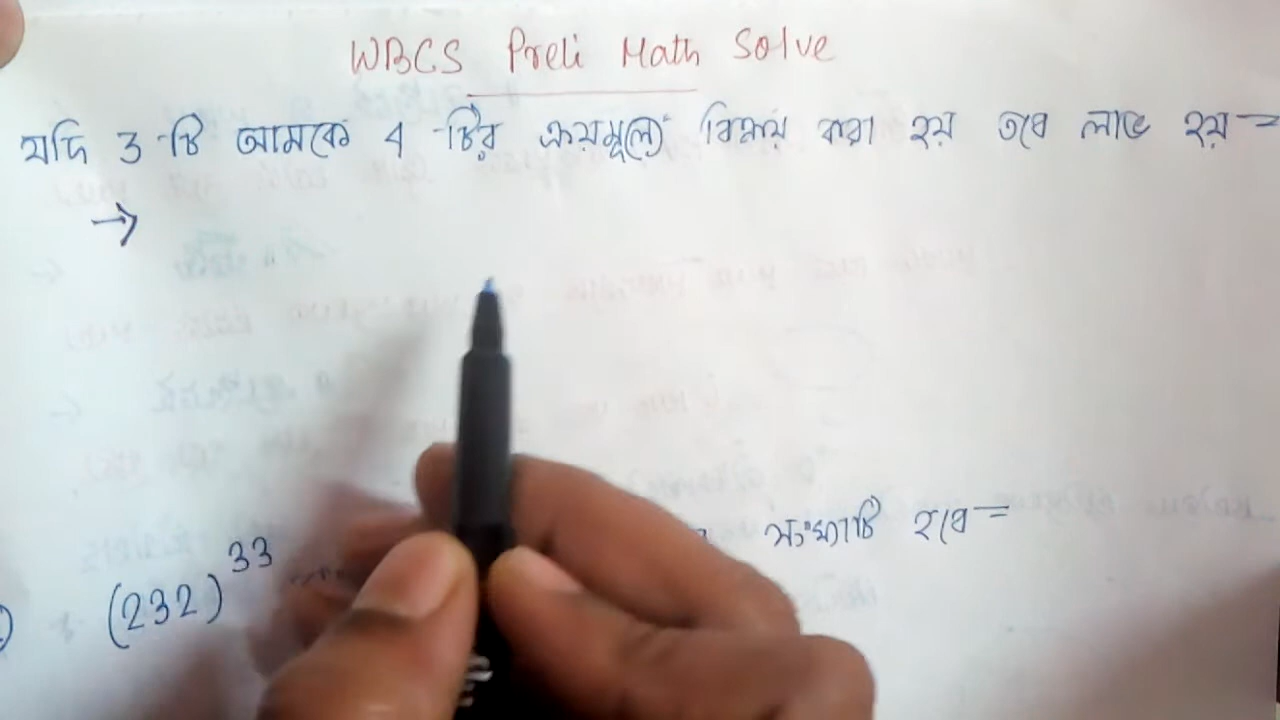 WBCS Preli Math Solve
যদি 3 টি আমকে 4 টির ক্রয়মূল্যে বিক্রয় করা হয় তবে লাভ হয় =
→
(232)³³ সংখ্যাটি হবে =